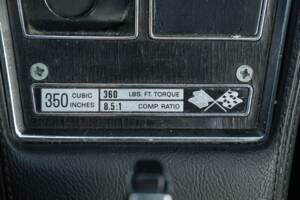 350 CUBIC INCHES
360 LBS. FT. TORQUE
8.5:1 COMP. RATIO